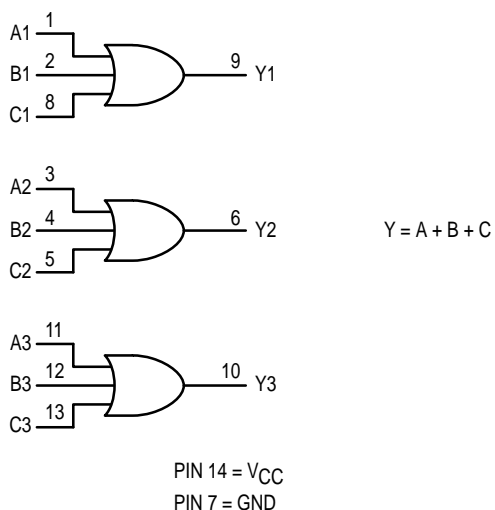 A1 1
B1 2 9 Y1
C1 8
A2 3
B2 4 6 Y2 Y = A + B + C
C2 5
A3 11
B3 12 10 Y3
C3 13
PIN 14 = VCC
PIN 7 = GND